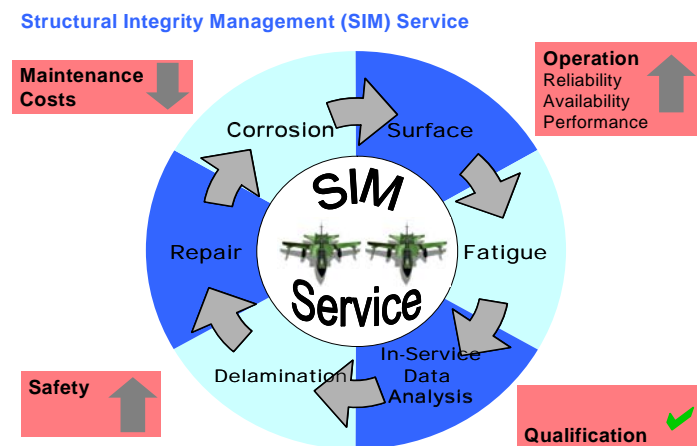 Structural Integrity Management (SIM) Service
Maintenance
Costs
Operation
Reliability
Availability
Performance
Corrosion
Surface
SIM
Repair
Fatigue
Service
In-Service
Data
Analysis
Delamination
Safety
Qualification